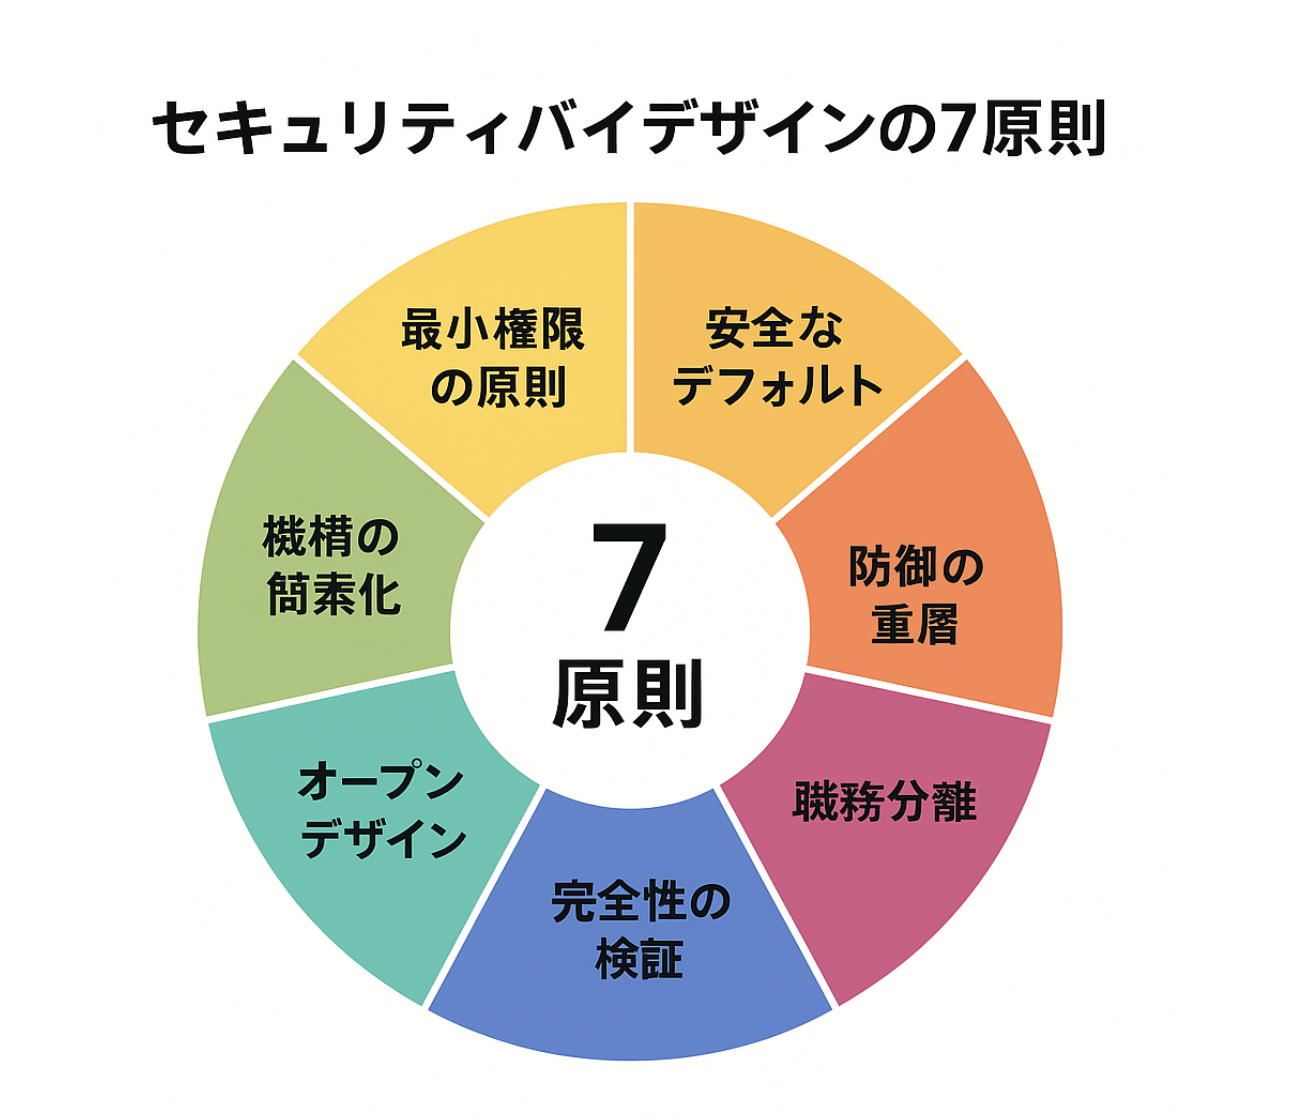 セキュリティバイデザインの7原則
最小権限
の原則
安全な
デフォルト
防御の
重層
職務分離
完全性の
検証
オープン
デザイン
機構の
簡素化
7
原則